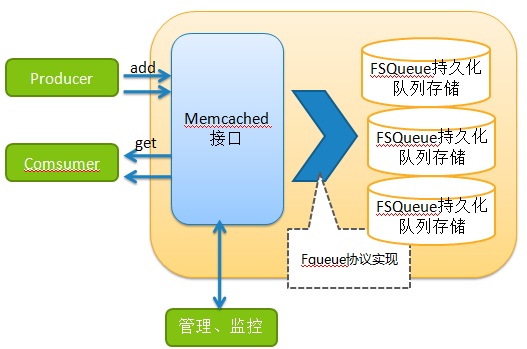 Producer
add
Comsumer
get
Memcached
接口
FSQueue持久化
队列存储
FSQueue持久化
队列存储
FSQueue持久化
队列存储
Fqueue协议实现
管理、监控